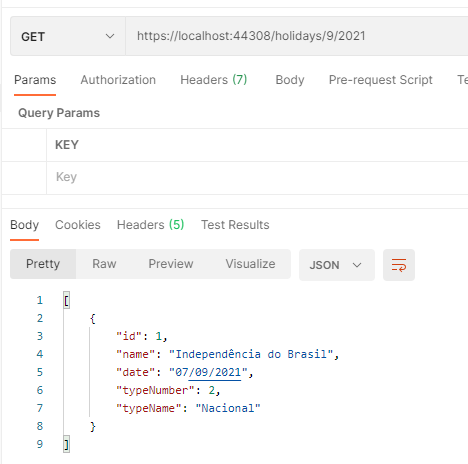 GET https://localhost:44308/holidays/9/2021
Params Authorization Headers (7) Body Pre-request Script
Query Params
KEY
Key
Body Cookies Headers (5) Test Results
Pretty Raw Preview Visualize JSON
1 [
2 {
3 "id": 1,
4 "name": "Independência do Brasil",
5 "date": "07/09/2021",
6 "typeNumber": 2,
7 "typeName": "Nacional"
8 }
9 ]